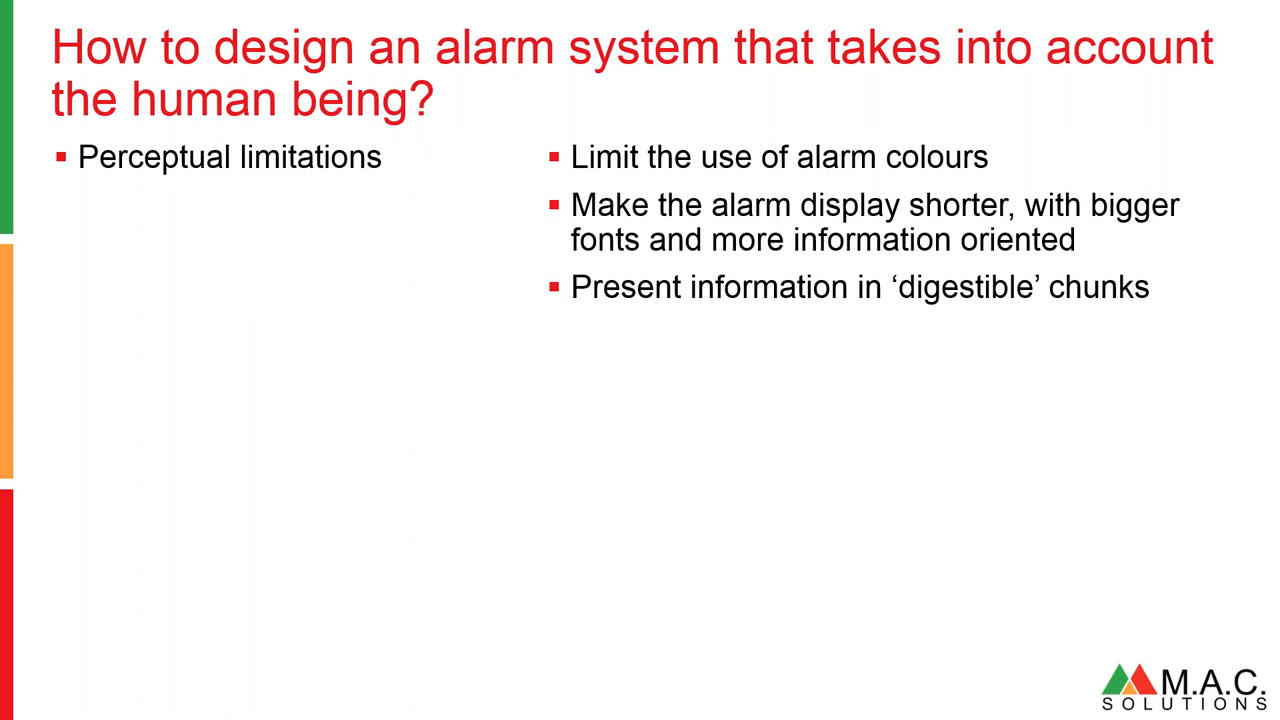 How to design an alarm system that takes into account
the human being?
▪ Perceptual limitations
▪ Limit the use of alarm colours
▪ Make the alarm display shorter, with bigger
fonts and more information oriented
▪ Present information in ‘digestible’ chunks
M.A.C.
SOLUTIONS